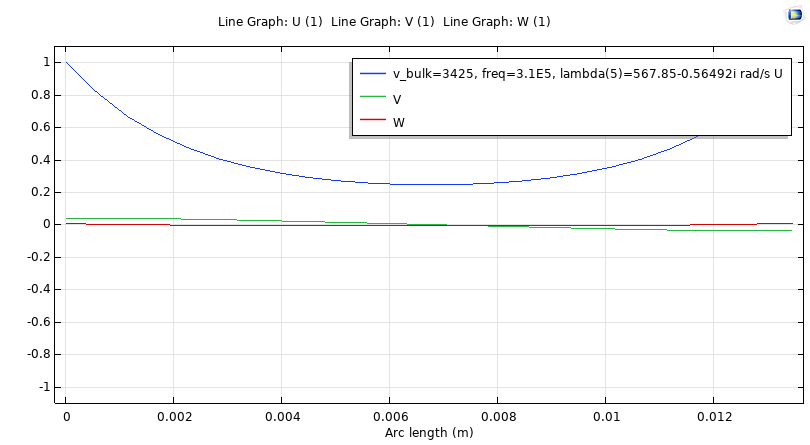 Line Graph: U (1)  Line Graph: V (1)  Line Graph: W (1)
v_bulk=3425, freq=3.1E5, lambda(5)=567.85-0.56492i rad/s U
V
W
1
0.8
0.6
0.4
0.2
0
-0.2
-0.4
-0.6
-0.8
-1
0 0.002 0.004 0.006 0.008 0.01 0.012
Arc length (m)